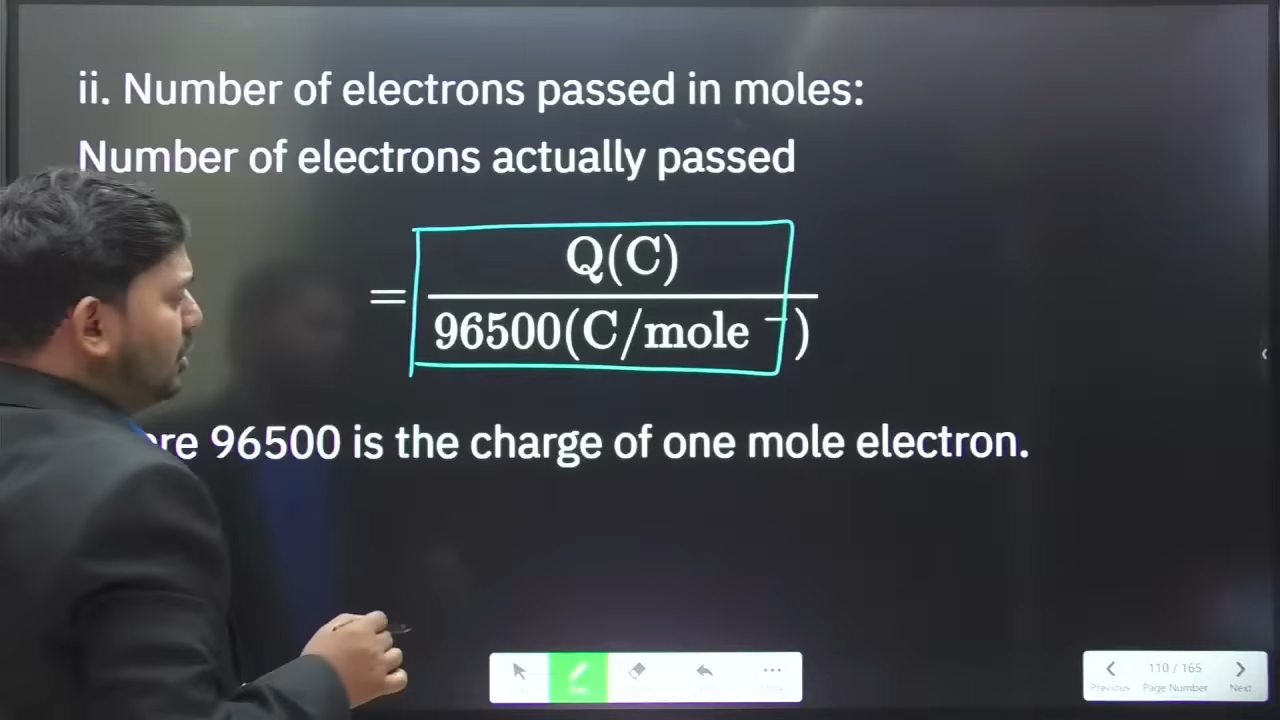 ii. Number of electrons passed in moles:
Number of electrons actually passed
= Q(C)
96500(C/mole ⁻)
96500 is the charge of one mole electron.
110 / 165
Previous Page Number Next